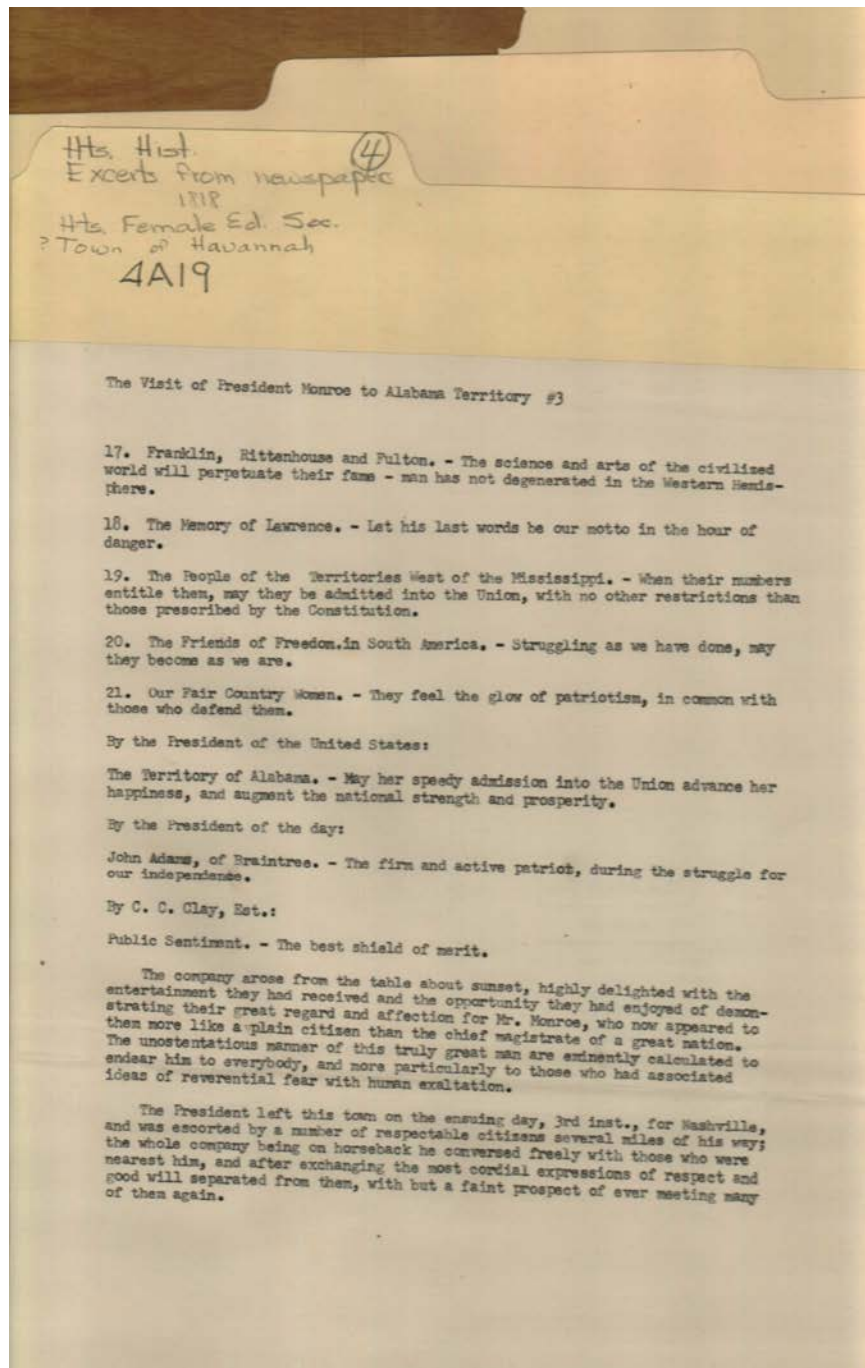 Hts. Hist. 4
Excerts from newspaper
1818
Hts. Female Ed. Soc.
? Town of Havannah
4A19
The Visit of President Monroe to Alabama Territory #3
17. Franklin, Rittenhouse and Fulton. - The science and arts of the civilized
world will perpetuate their fame - man has not degenerated in the Western Hemis-
phere.
18. The Memory of Lawrence. - Let his last words be our motto in the hour of
danger.
19. The People of the Territories West of the Mississippi. - When their numbers
entitle them, may they be admitted into the Union, with no other restrictions than
those prescribed by the Constitution.
20. The Friends of Freedom.in South America. - Struggling as we have done, may
they become as we are.
21. Our Fair Country Women. - They feel the glow of patriotism, in common with
those who defend them.
By the President of the United States:
The Territory of Alabama. - May her speedy admission into the Union advance her
happiness, and augment the national strength and prosperity.
By the President of the day:
John Adams, of Braintree. - The firm and active patriot, during the struggle for
our independence.
By C. C. Clay, Est.:
Public Sentiment. - The best shield of merit.
The company arose from the table about sunset, highly delighted with the
entertainment they had received and the opportunity they had enjoyed of demon-
strating their great regard and affection for Mr. Monroe, who now appeared to
them more like a plain citizen than the chief magistrate of a great nation.
The unostentatious manner of this truly great man are eminently calculated to
endear him to everybody, and more particularly to those who had associated
ideas of reverential fear with human exaltation.
The President left this town on the ensuing day, 3rd inst., for Nashville,
and was escorted by a number of respectable citizens several miles of his way;
the whole company being on horseback he conversed freely with those who were
nearest him, and after exchanging the most cordial expressions of respect and
good will separated from them, with but a faint prospect of ever meeting many
of them again.